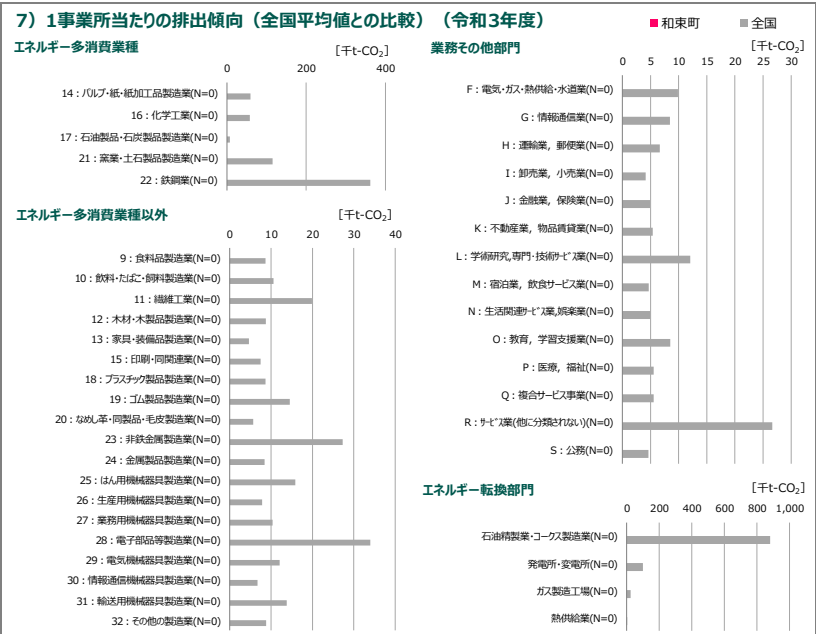 7）1事業所当たりの排出傾向（全国平均値との比較）（令和3年度）
■和束町 ■全国
エネルギー多消費業種
[千t-CO₂]
0 200 400
14：パルプ・紙・紙加工品製造業(N=0)
16：化学工業(N=0)
17：石油製品・石炭製品製造業(N=0)
21：窯業・土石製品製造業(N=0)
22：鉄鋼業(N=0)
エネルギー多消費業種以外
[千t-CO₂]
0 10 20 30 40
9：食料品製造業(N=0)
10：飲料・たばこ・飼料製造業(N=0)
11：繊維工業(N=0)
12：木材・木製品製造業(N=0)
13：家具・装備品製造業(N=0)
15：印刷・同関連業(N=0)
18：プラスチック製品製造業(N=0)
19：ゴム製品製造業(N=0)
20：なめし革・同製品・毛皮製造業(N=0)
23：非鉄金属製造業(N=0)
24：金属製品製造業(N=0)
25：はん用機械器具製造業(N=0)
26：生産用機械器具製造業(N=0)
27：業務用機械器具製造業(N=0)
28：電子部品等製造業(N=0)
29：電気機械器具製造業(N=0)
30：情報通信機械器具製造業(N=0)
31：輸送用機械器具製造業(N=0)
32：その他の製造業(N=0)
業務その他部門
[千t-CO₂]
0 5 10 15 20 25 30
F：電気・ガス・熱供給・水道業(N=0)
G：情報通信業(N=0)
H：運輸業，郵便業(N=0)
I：卸売業，小売業(N=0)
J：金融業，保険業(N=0)
K：不動産業，物品賃貸業(N=0)
L：学術研究,専門・技術ｻｰﾋﾞｽ業(N=0)
M：宿泊業，飲食サービス業(N=0)
N：生活関連ｻｰﾋﾞｽ業,娯楽業(N=0)
O：教育，学習支援業(N=0)
P：医療，福祉(N=0)
Q：複合サービス事業(N=0)
R：ｻｰﾋﾞｽ業(他に分類されない)(N=0)
S：公務(N=0)
エネルギー転換部門
[千t-CO₂]
0 200 400 600 800 1,000
石油精製業・コークス製造業(N=0)
発電所・変電所(N=0)
ガス製造工場(N=0)
熱供給業(N=0)